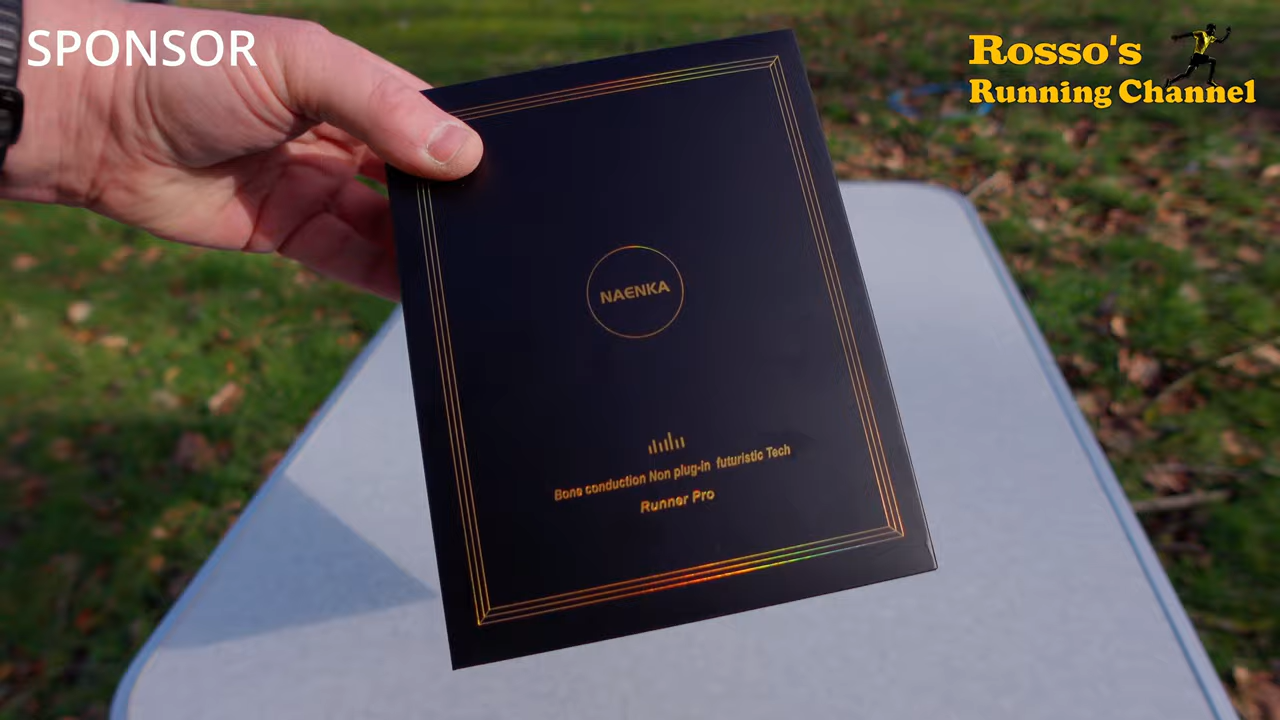 SPONSOR
Rosso's
Running Channel
NAENKA
Bone conduction Non plug-in futuristic Tech
Runner Pro